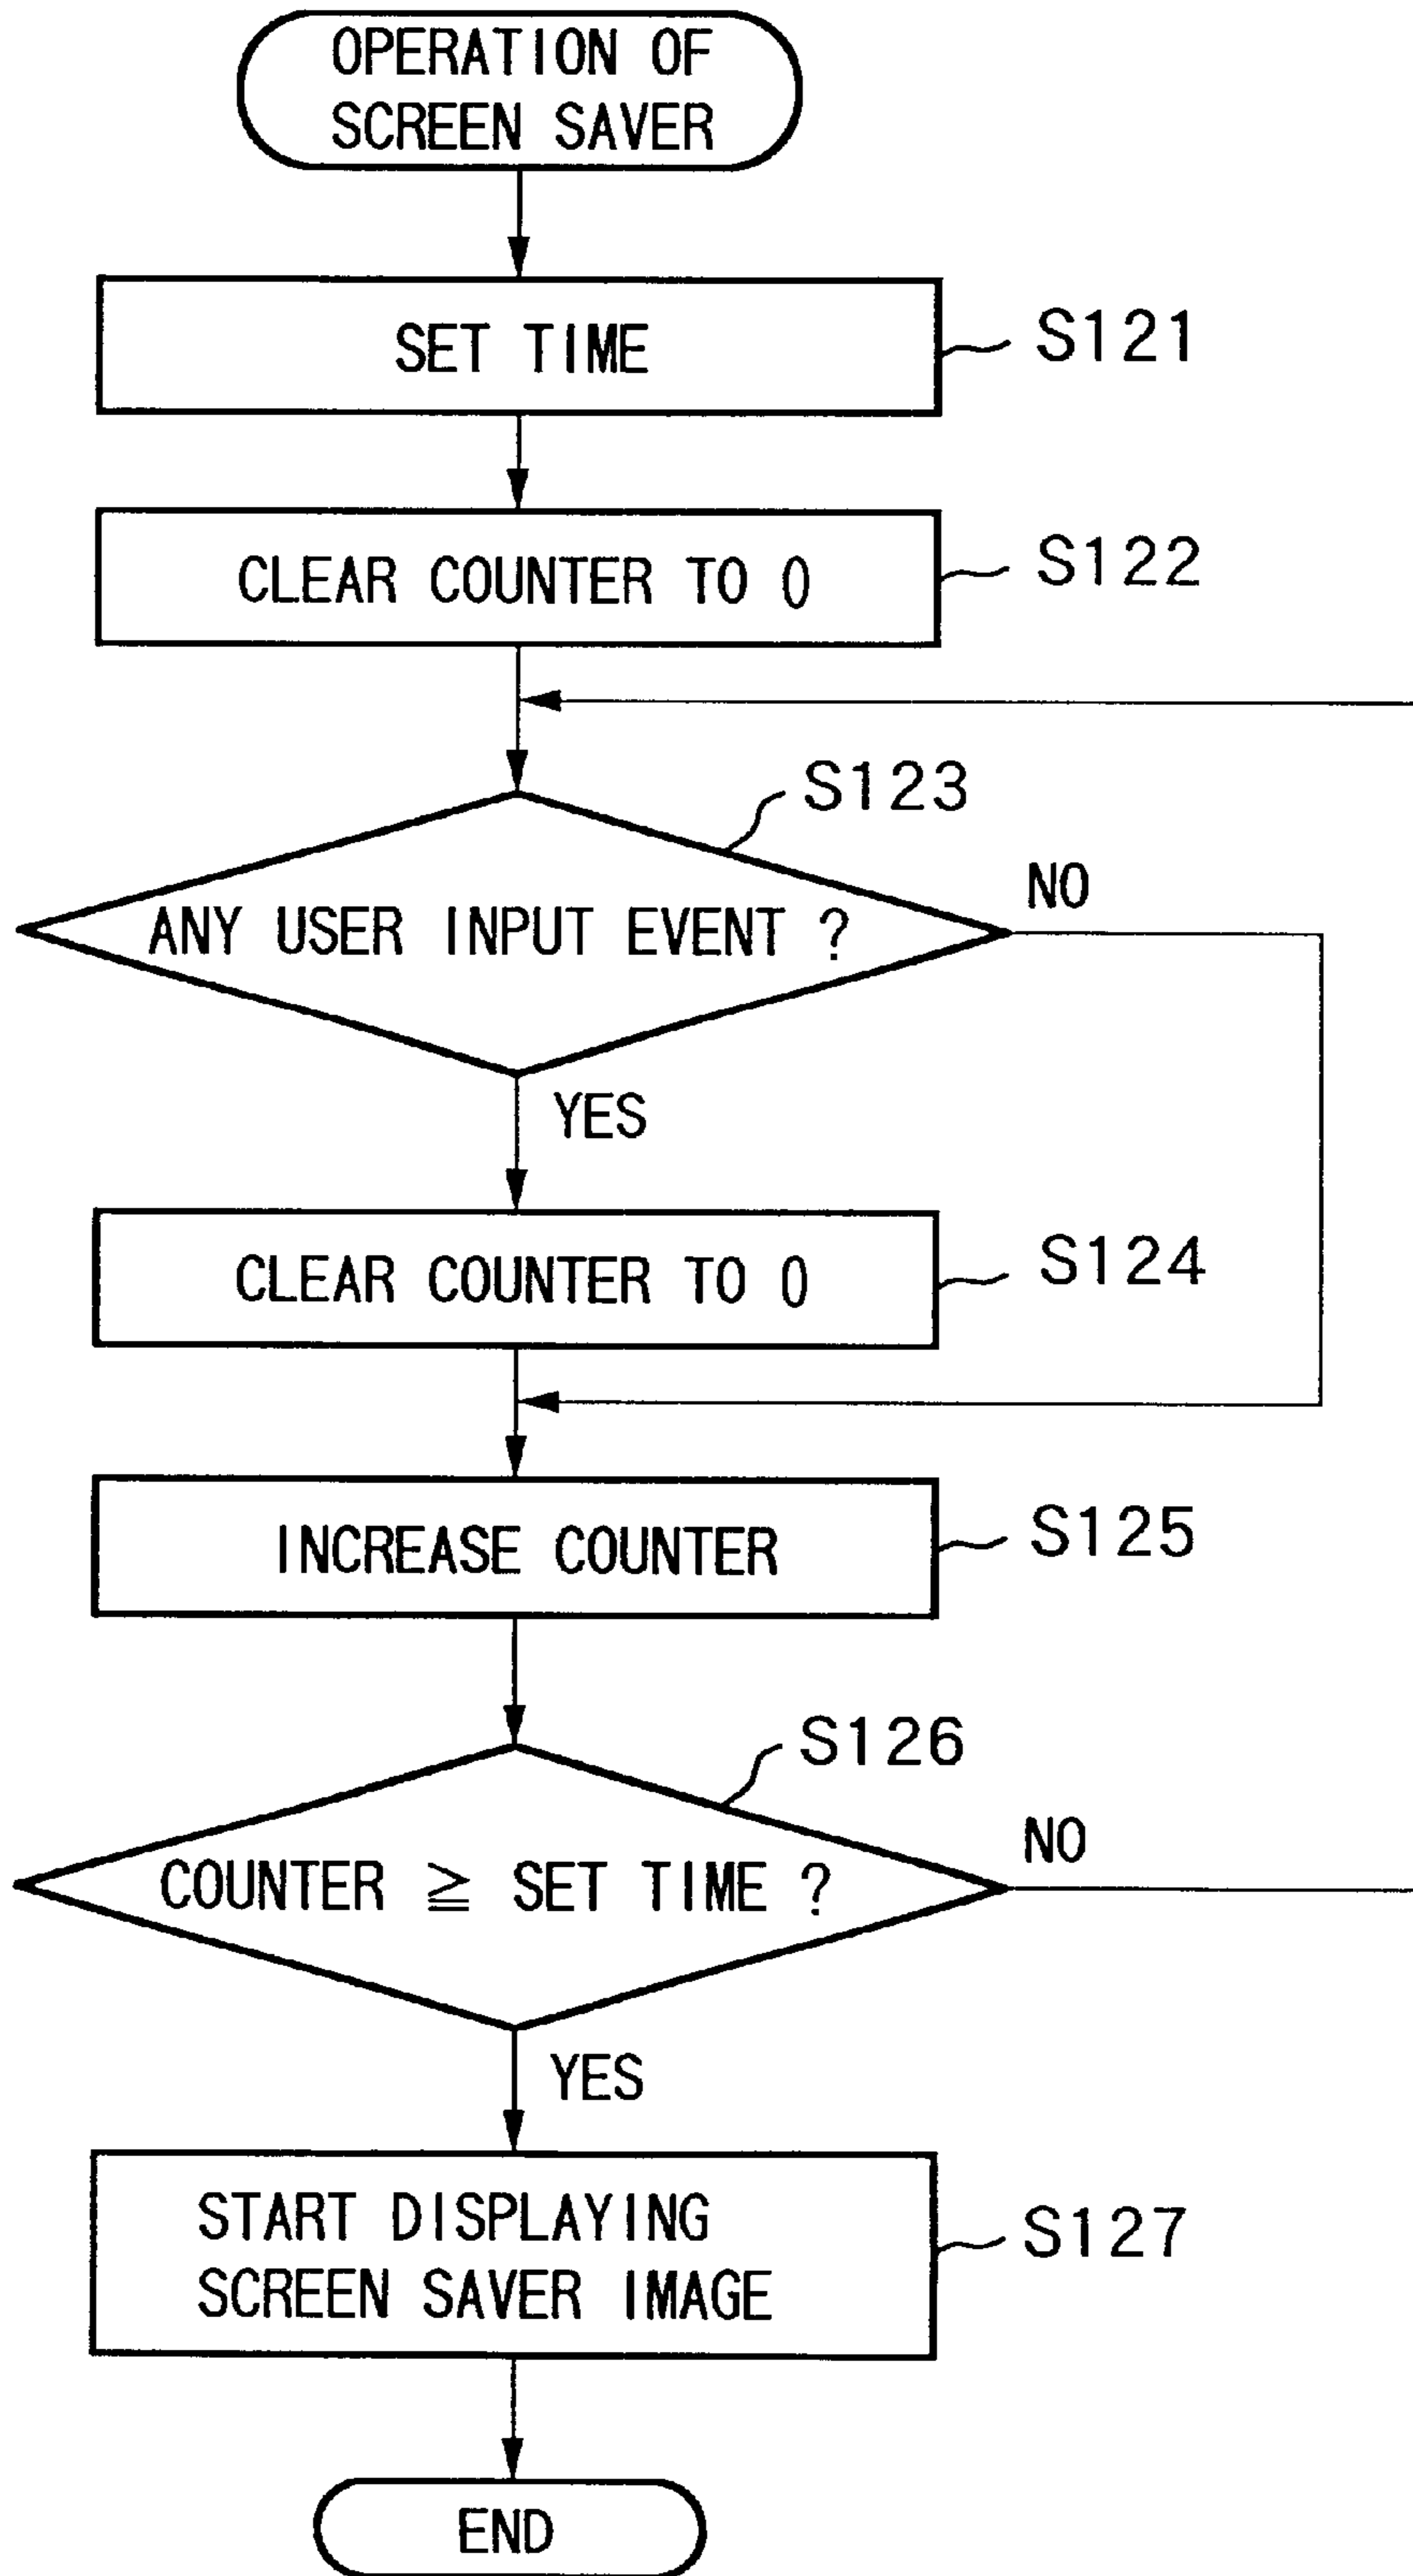 OPERATION OF
SCREEN SAVER
SET TIME
S121
CLEAR COUNTER TO 0
S122
S123
ANY USER INPUT EVENT ?
NO
YES
CLEAR COUNTER TO 0
S124
INCREASE COUNTER
S125
S126
COUNTER ≧ SET TIME ?
NO
YES
START DISPLAYING
SCREEN SAVER IMAGE
S127
END